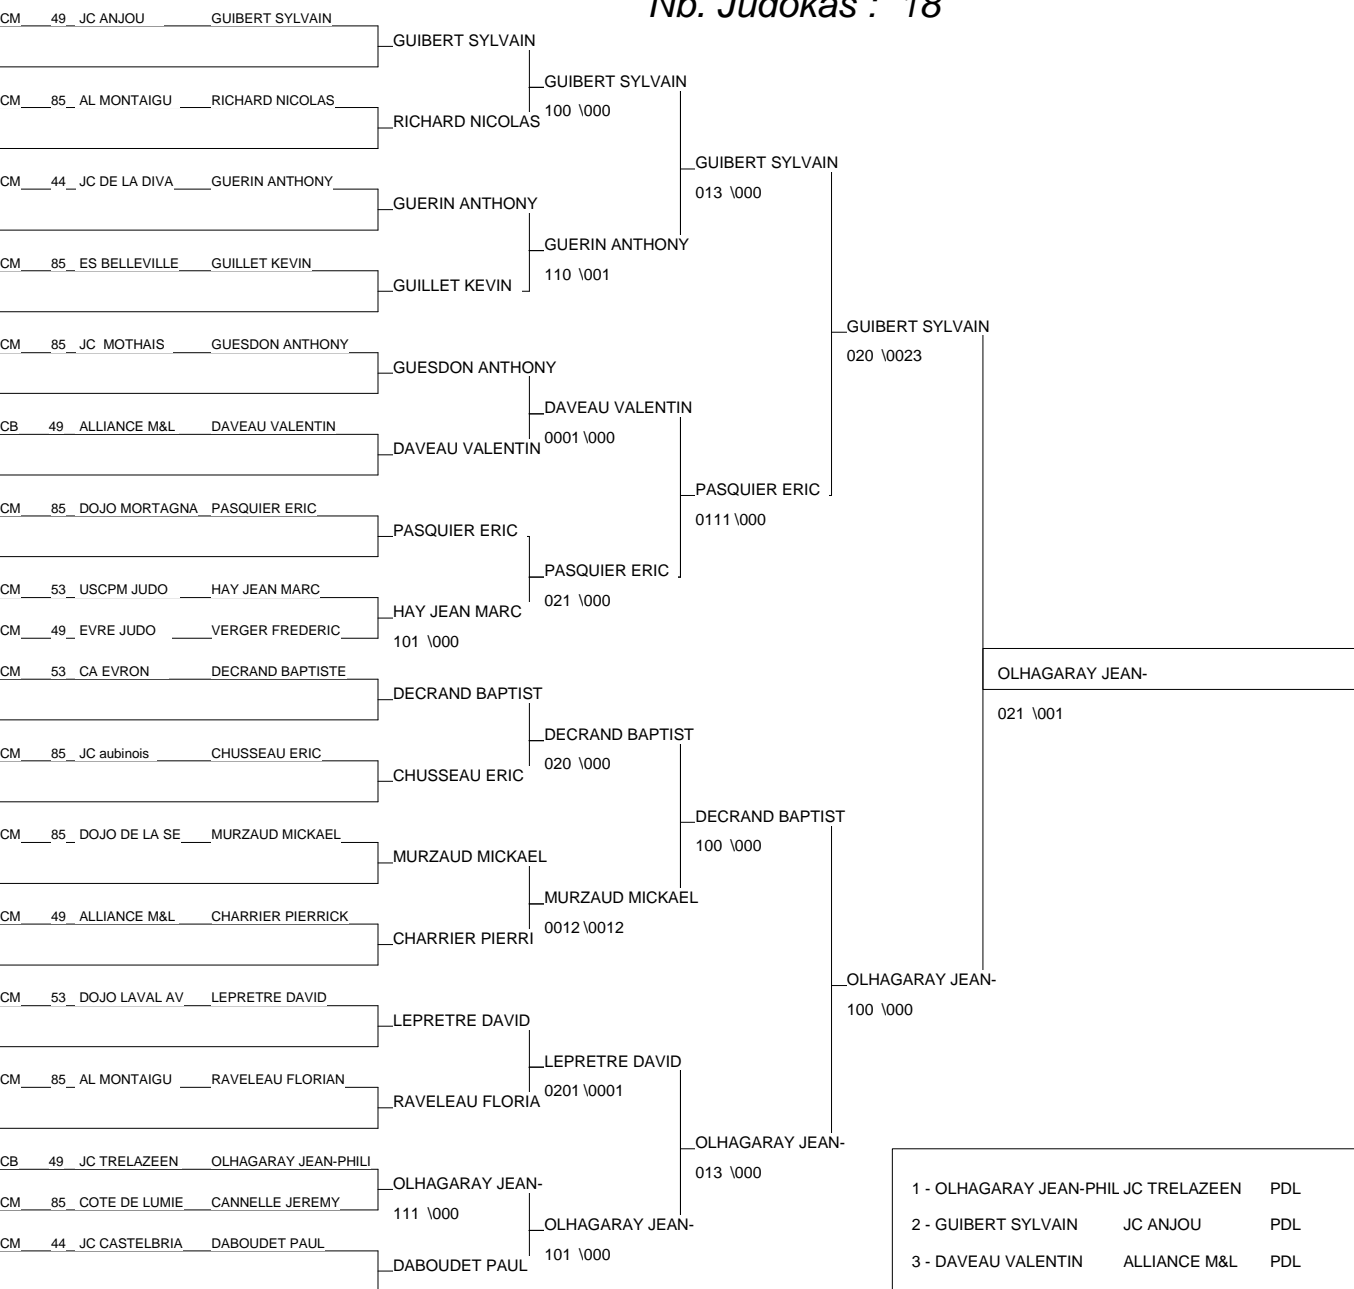 Nb. Judokas : 18
CM 49 JC ANJOU GUIBERT SYLVAIN
GUIBERT SYLVAIN
GUIBERT SYLVAIN
100 \000
CM 85 AL MONTAIGU RICHARD NICOLAS
RICHARD NICOLAS
GUIBERT SYLVAIN
013 \000
CM 44 JC DE LA DIVA GUERIN ANTHONY
GUERIN ANTHONY
GUERIN ANTHONY
110 \001
CM 85 ES BELLEVILLE GUILLET KEVIN
GUILLET KEVIN
GUIBERT SYLVAIN
020 \0023
CM 85 JC MOTHAIS GUESDON ANTHONY
GUESDON ANTHONY
DAVEAU VALENTIN
0001 \000
CB 49 ALLIANCE M&L DAVEAU VALENTIN
DAVEAU VALENTIN
PASQUIER ERIC
0111 \000
CM 85 DOJO MORTAGNA PASQUIER ERIC
PASQUIER ERIC
PASQUIER ERIC
021 \000
CM 53 USCPM JUDO HAY JEAN MARC
HAY JEAN MARC
101 \000
CM 49 EVRE JUDO VERGER FREDERIC
OLHAGARAY JEAN-
021 \001
CM 53 CA EVRON DECRAND BAPTISTE
DECRAND BAPTIST
DECRAND BAPTIST
020 \000
CM 85 JC aubinois CHUSSEAU ERIC
CHUSSEAU ERIC
DECRAND BAPTIST
100 \000
CM 85 DOJO DE LA SE MURZAUD MICKAEL
MURZAUD MICKAEL
MURZAUD MICKAEL
0012 \0012
CM 49 ALLIANCE M&L CHARRIER PIERRICK
CHARRIER PIERRI
OLHAGARAY JEAN-
100 \000
CM 53 DOJO LAVAL AV LEPRETRE DAVID
LEPRETRE DAVID
LEPRETRE DAVID
0201 \0001
CM 85 AL MONTAIGU RAVELEAU FLORIAN
RAVELEAU FLORIA
OLHAGARAY JEAN-
013 \000
CB 49 JC TRELAZEEN OLHAGARAY JEAN-PHILI
OLHAGARAY JEAN-
111 \000
CM 85 COTE DE LUMIE CANNELLE JEREMY
OLHAGARAY JEAN-
101 \000
CM 44 JC CASTELBRIA DABOUDET PAUL
DABOUDET PAUL
1 - OLHAGARAY JEAN-PHIL JC TRELAZEEN PDL
2 - GUIBERT SYLVAIN JC ANJOU PDL
3 - DAVEAU VALENTIN ALLIANCE M&L PDL